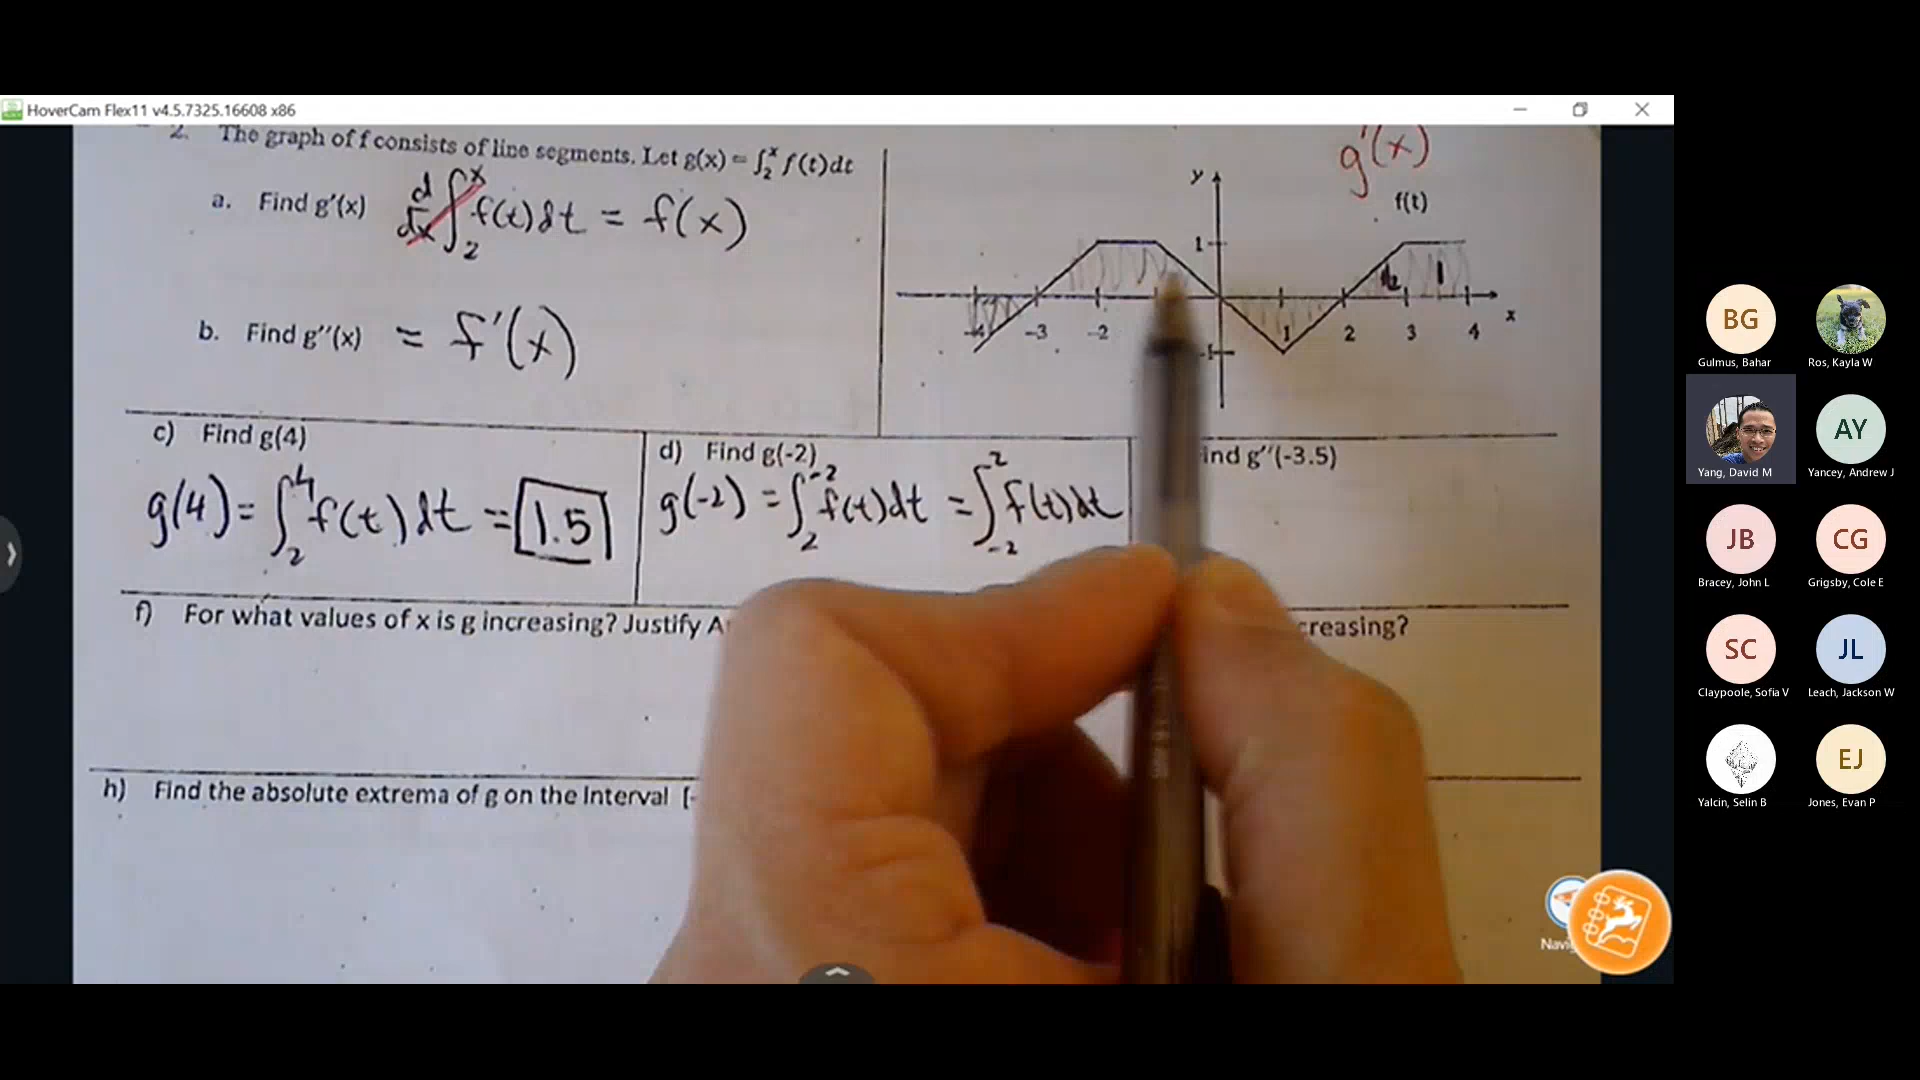 HoverCam Flex11 v4.5.7325.16608 x86
2. The graph of f consists of line segments. Let g(x) = ∫₂ˣ f(t)dt
a. Find g'(x) d/dx ∫₂ˣ f(t)dt = f(x)
b. Find g''(x) = f'(x)
g'(x)
f(t)
y
1
-3 -2 1 2 3 4 x
-1
1
c) Find g(4)
g(4) = ∫₂⁴ f(t)dt = 1.5
d) Find g(-2)
g(-2) = ∫₂⁻² f(t)dt = ∫₋₂² f(t)dt
ind g''(-3.5)
f) For what values of x is g increasing? Justify A
creasing?
h) Find the absolute extrema of g on the Interval [-
Navi
BG
Gulmus, Bahar
Ros, Kayla W
Yang, David M
AY
Yancey, Andrew J
JB
Bracey, John L
CG
Grigsby, Cole E
SC
Claypoole, Sofia V
JL
Leach, Jackson W
Yalcin, Selin B
EJ
Jones, Evan P